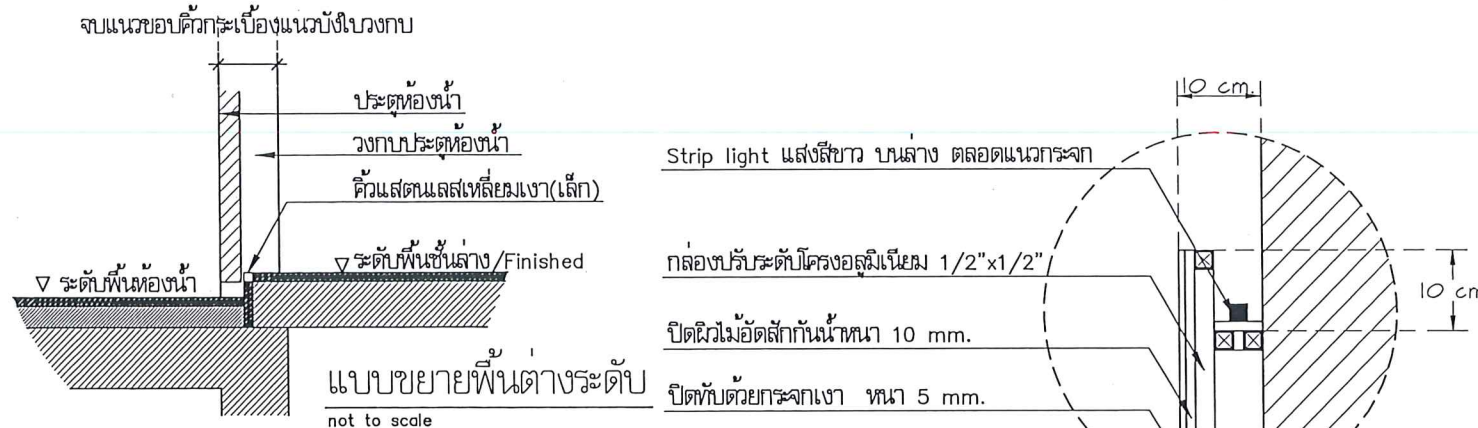 จบแนวขอบคิ้วกระเบื้องแนวบังใบวงกบ
ประตูห้องน้ำ
วงกบประตูห้องน้ำ
คิ้วแสตนเลสเหลี่ยมเงา(เล็ก)
ระดับพื้นชั้นล่าง/Finished
ระดับพื้นห้องน้ำ
แบบขยายพื้นต่างระดับ
not to scale
10 cm.
Strip light แสงสีขาว บนล่าง ตลอดแนวกระจก
กล่องปรับระดับโครงอลูมิเนียม 1/2"x1/2"
10 cm
ปิดผิวไม้อัดสักกันน้ำหนา 10 mm.
ปิดทับด้วยกระจกเงา หนา 5 mm.